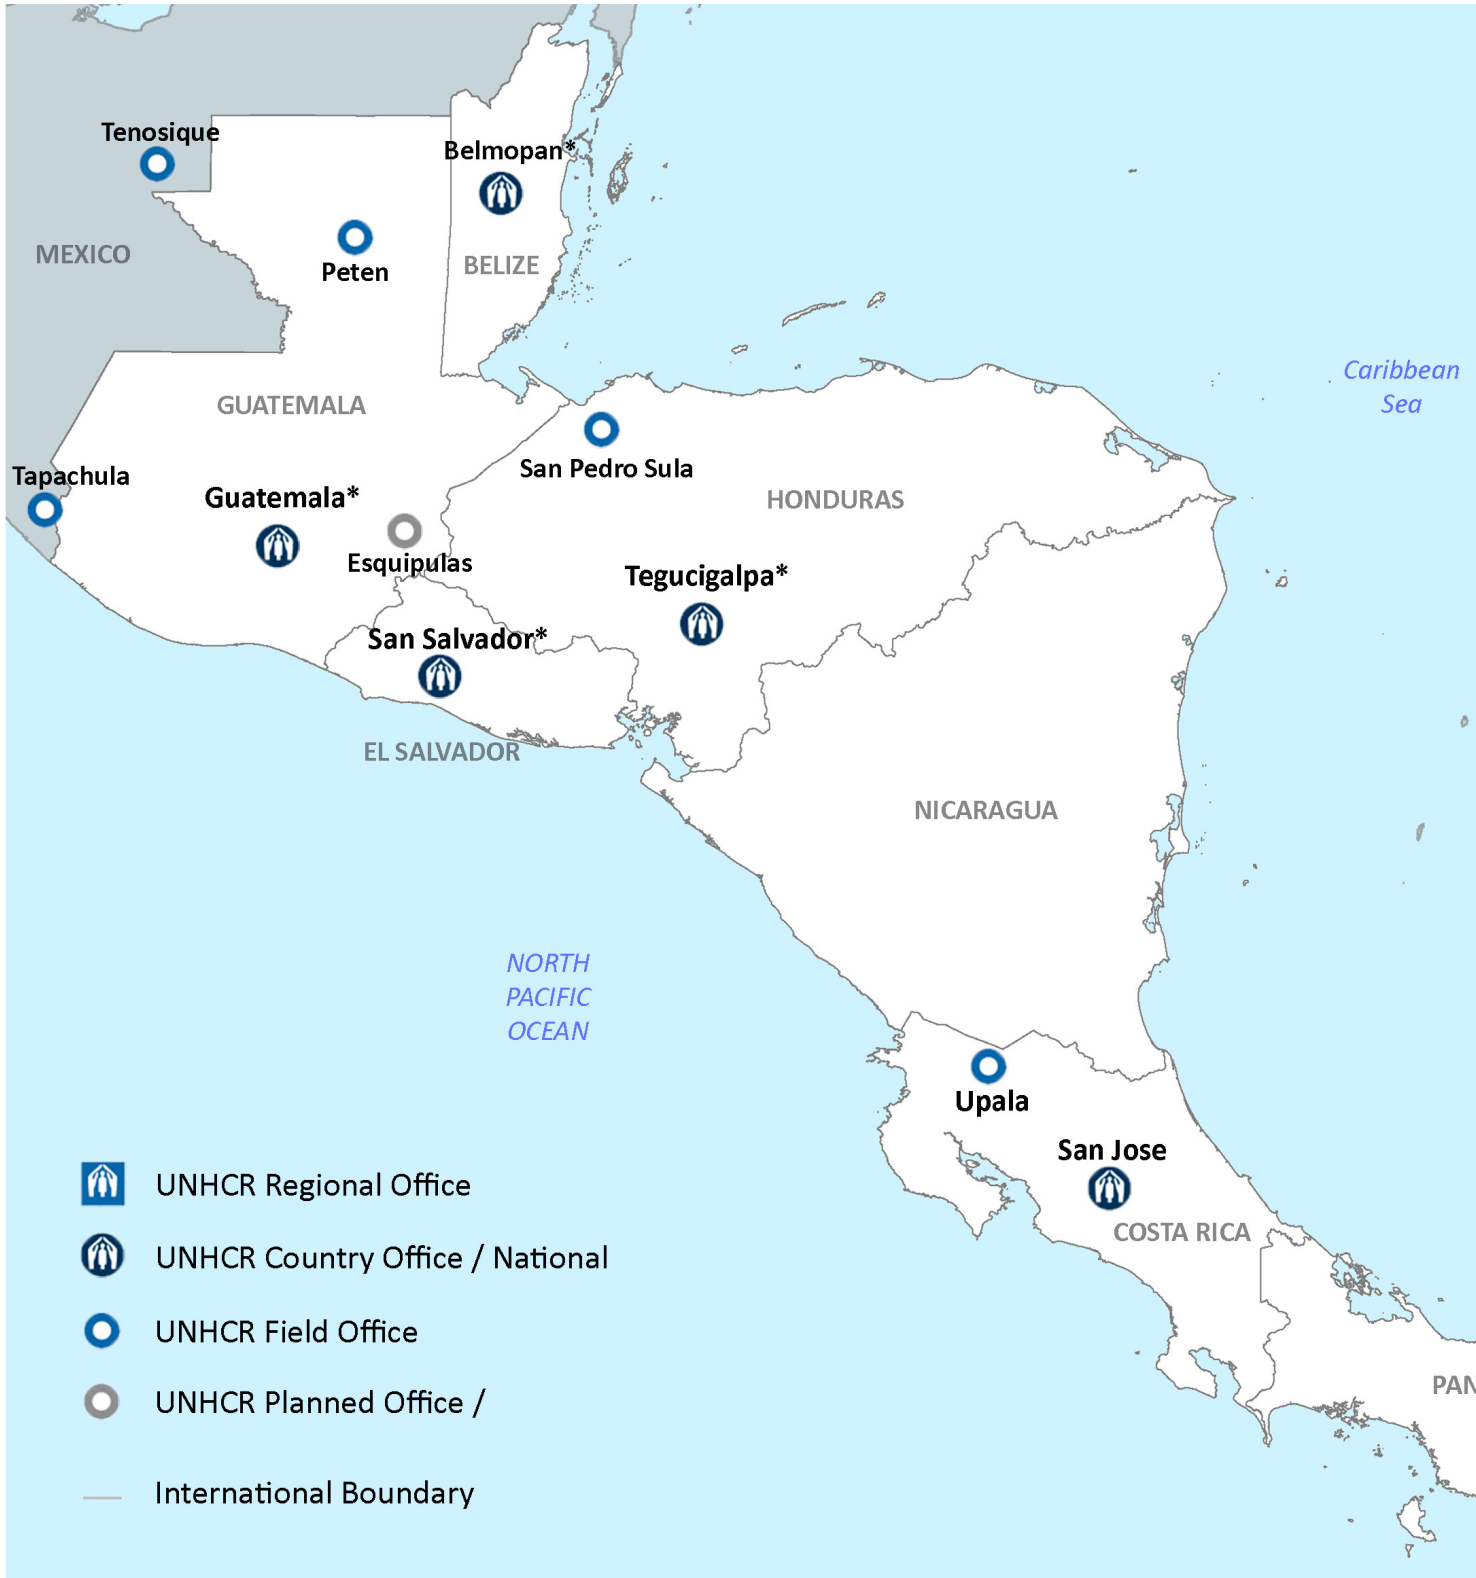 Tenosique
Belmopan*
MEXICO
Peten
BELIZE
Caribbean
Sea
GUATEMALA
San Pedro Sula
Tapachula
Guatemala*
HONDURAS
Esquipulas
Tegucigalpa*
San Salvador*
EL SALVADOR
NICARAGUA
NORTH
PACIFIC
OCEAN
Upala
San Jose
COSTA RICA
PAN
UNHCR Regional Office
UNHCR Country Office / National
UNHCR Field Office
UNHCR Planned Office /
International Boundary